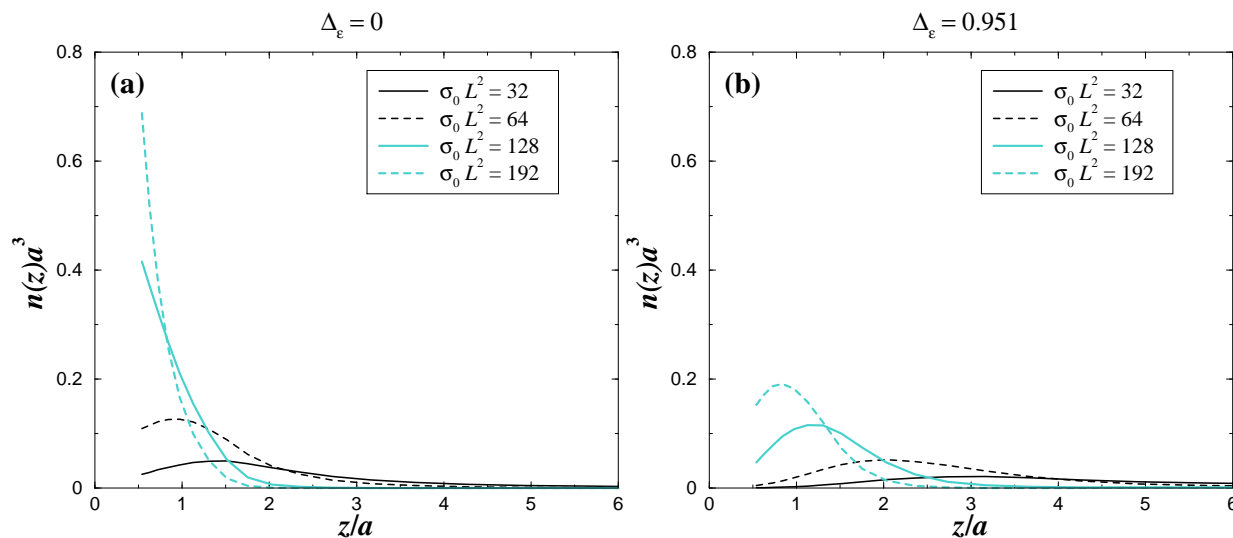 Δε = 0
0.8
0.6
0.4
0.2
0
n(z)a³
(a)
σ₀ L² = 32
σ₀ L² = 64
σ₀ L² = 128
σ₀ L² = 192
0 1 2 3 4 5 6
z/a
Δε = 0.951
0.8
0.6
0.4
0.2
0
n(z)a³
(b)
σ₀ L² = 32
σ₀ L² = 64
σ₀ L² = 128
σ₀ L² = 192
0 1 2 3 4 5 6
z/a